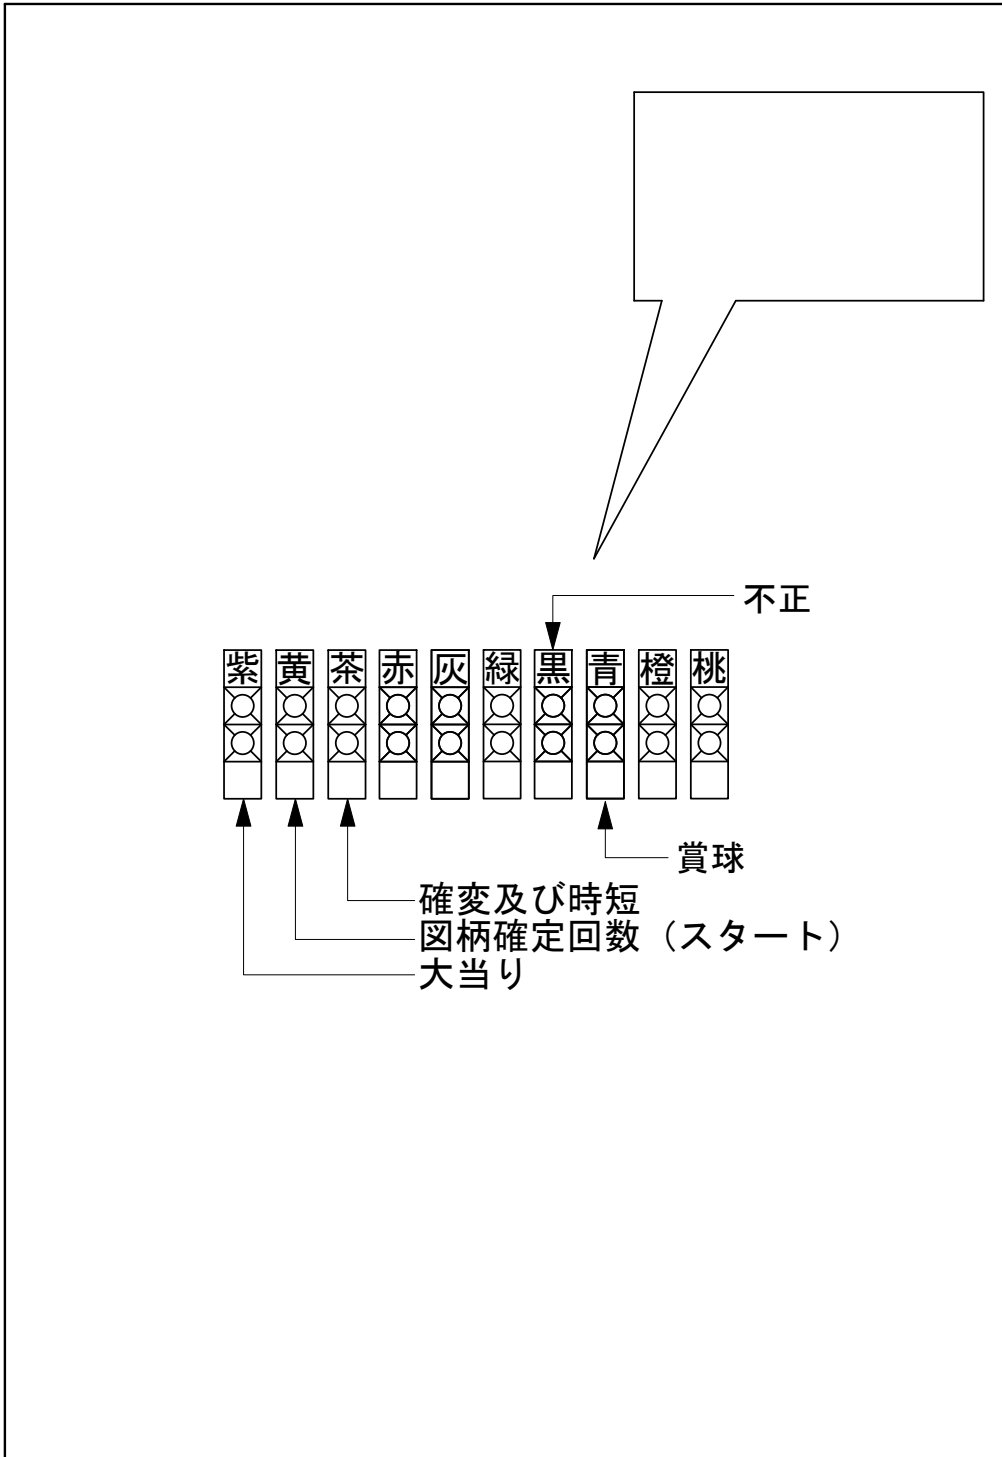 不正
紫 黄 茶 赤 灰 緑 黒 青 橙 桃
賞球
確変及び時短
図柄確定回数（スタート）
大当り